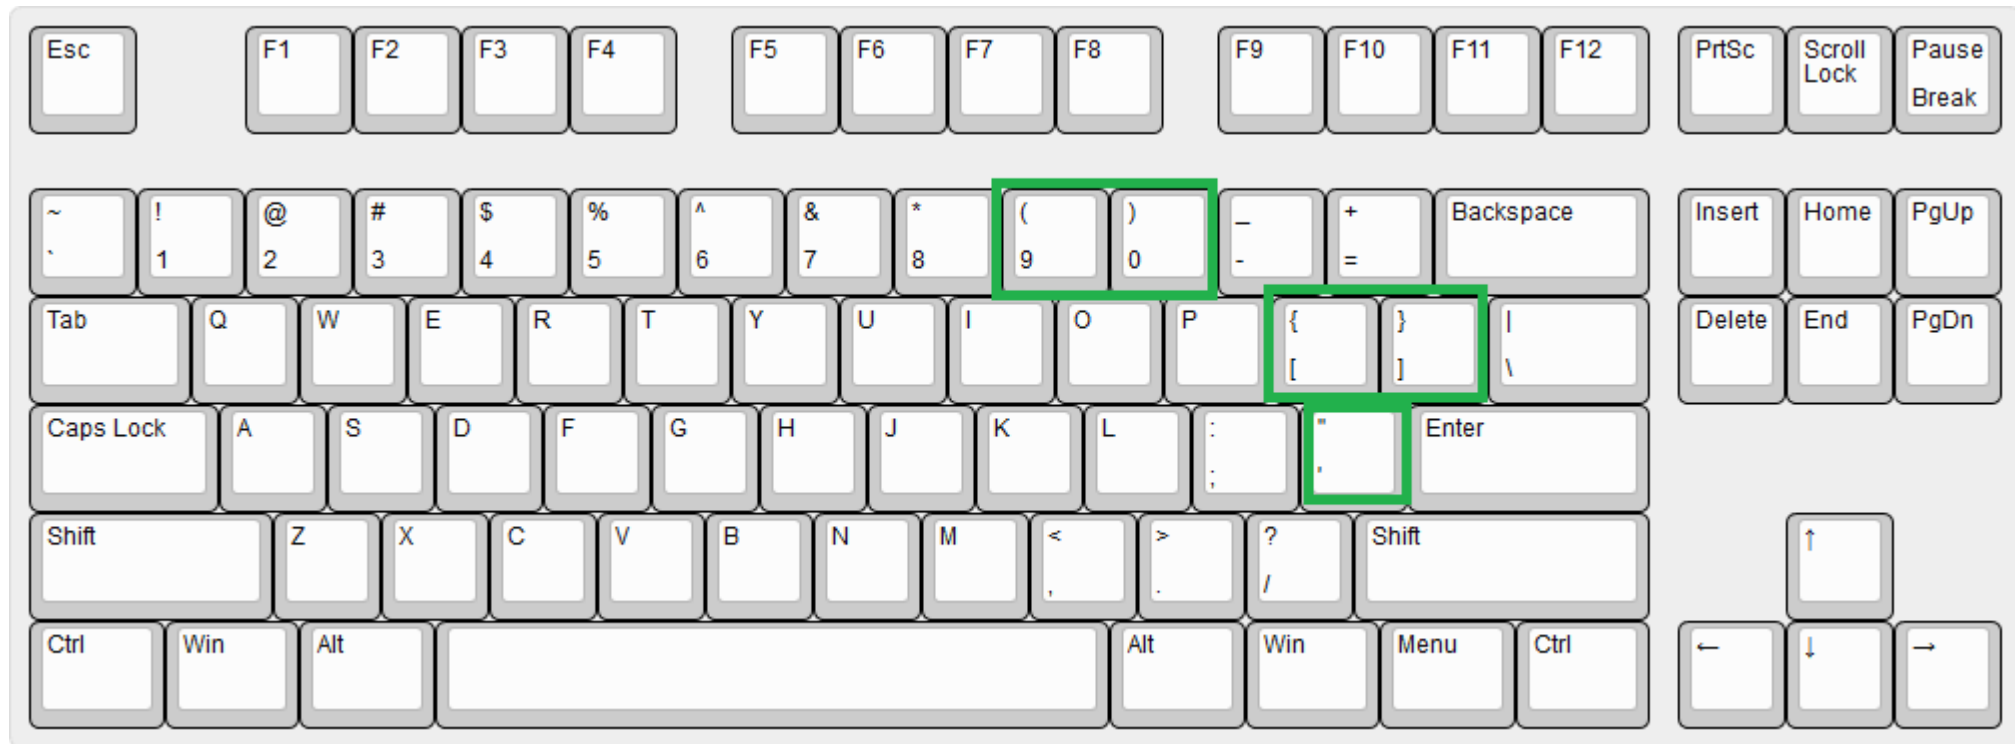 Esc F1 F2 F3 F4 F5 F6 F7 F8 F9 F10 F11 F12 PrtSc Scroll Pause
Lock
Break
~ ! @ # $ % ^ & * ( ) _ + Backspace Insert Home PgUp
` 1 2 3 4 5 6 7 8 9 0 - =
Tab Q W E R T Y U I O P { } | Delete End PgDn
[ ] \
Caps Lock A S D F G H J K L : " Enter
; '
Shift Z X C V B N M < > ? Shift ↑
, . /
Ctrl Win Alt Alt Win Menu Ctrl ← ↓ →